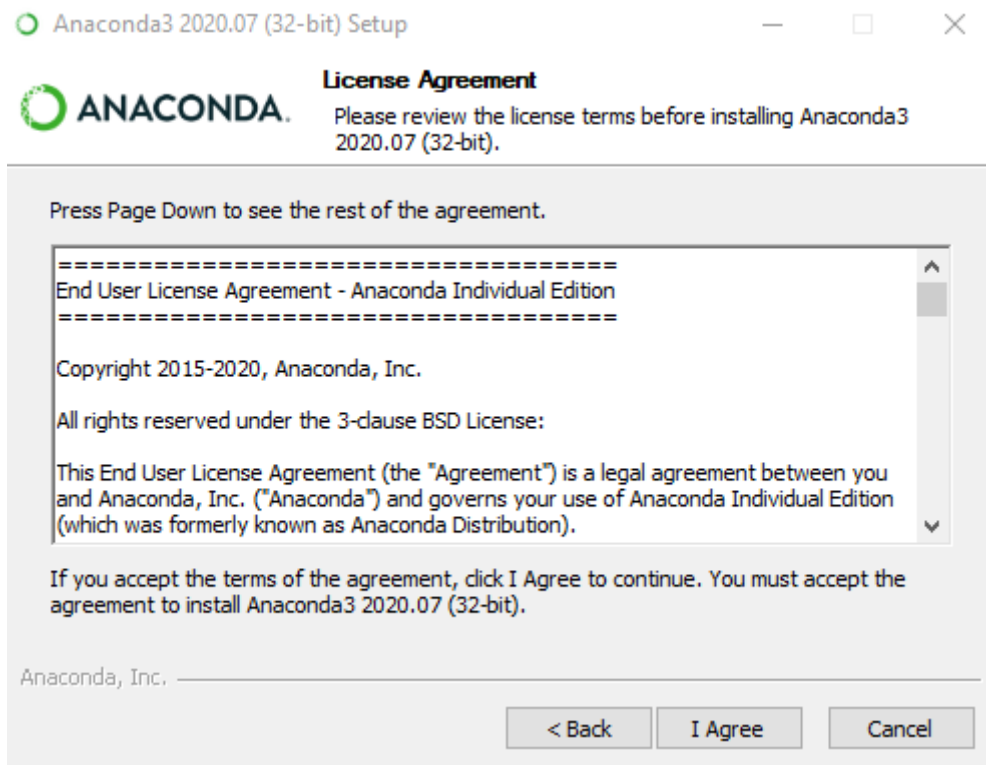 Anaconda3 2020.07 (32-bit) Setup
ANACONDA.
License Agreement
Please review the license terms before installing Anaconda3
2020.07 (32-bit).
Press Page Down to see the rest of the agreement.
===================================
End User License Agreement - Anaconda Individual Edition
===================================
Copyright 2015-2020, Anaconda, Inc.
All rights reserved under the 3-clause BSD License:
This End User License Agreement (the "Agreement") is a legal agreement between you
and Anaconda, Inc. ("Anaconda") and governs your use of Anaconda Individual Edition
(which was formerly known as Anaconda Distribution).
If you accept the terms of the agreement, click I Agree to continue. You must accept the
agreement to install Anaconda3 2020.07 (32-bit).
Anaconda, Inc.
< Back
I Agree
Cancel